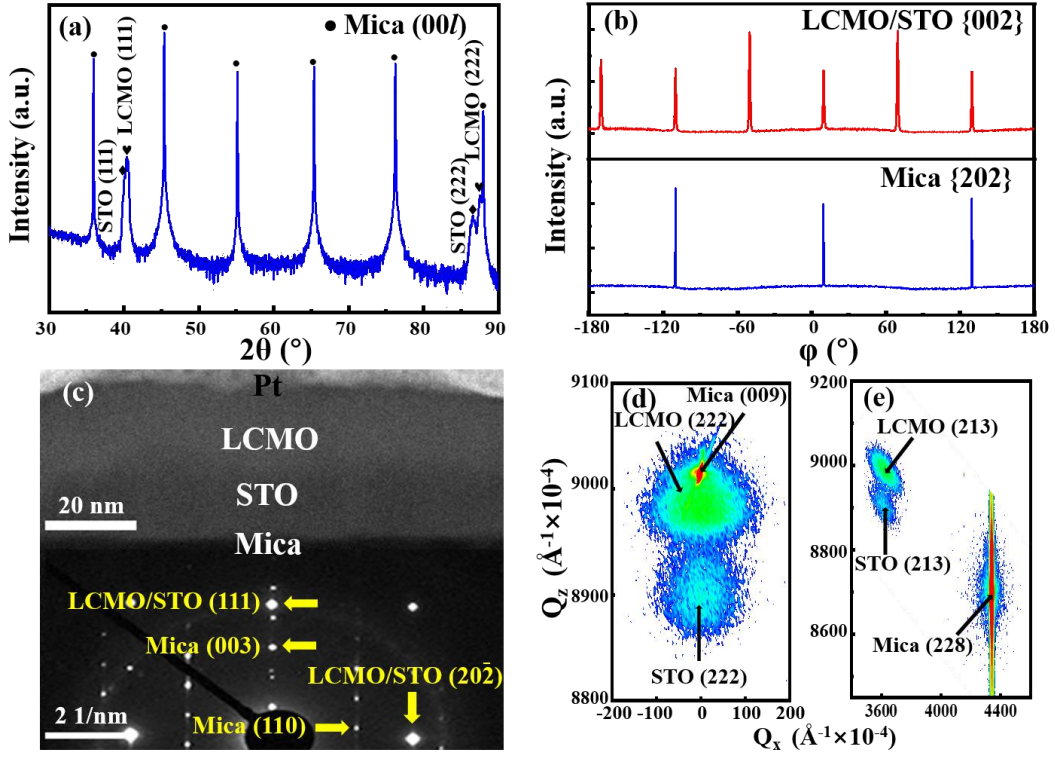 (a)
● Mica (00l)
Intensity (a.u.)
STO (111)
LCMO (111)
STO (222)
LCMO (222)
30 40 50 60 70 80 90
2θ (°)
(b)
LCMO/STO {002}
Mica {202}
Intensity (a.u.)
-180 -120 -60 0 60 120 180
φ (°)
(c)
Pt
LCMO
STO
20 nm
Mica
LCMO/STO (111)
Mica (003)
LCMO/STO (202̄)
Mica (110)
2 1/nm
(d)
Mica (009)
LCMO (222)
STO (222)
9100
9000
8900
8800
Qz (Å⁻¹×10⁻⁴)
-200 -100 0 100 200
(e)
LCMO (213)
STO (213)
Mica (228)
9200
9000
8800
8600
3600 4000 4400
Qx (Å⁻¹×10⁻⁴)